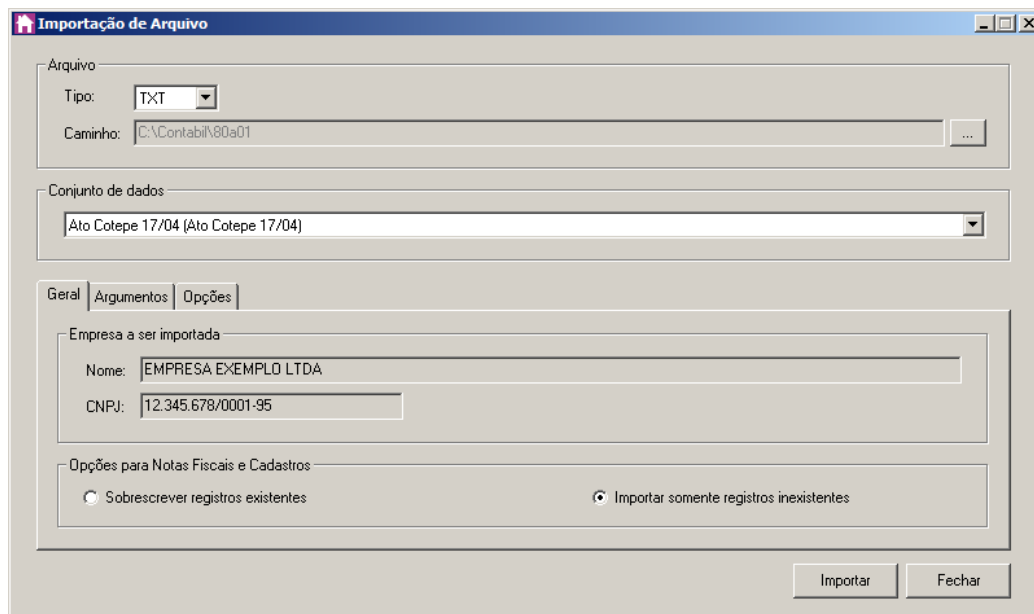 Importação de Arquivo
Arquivo
Tipo: TXT
Caminho: C:\Contabil\80a01 ...
Conjunto de dados
Ato Cotepe 17/04 (Ato Cotepe 17/04)
Geral Argumentos Opções
Empresa a ser importada
Nome: EMPRESA EXEMPLO LTDA
CNPJ: 12.345.678/0001-95
Opções para Notas Fiscais e Cadastros
Sobrescrever registros existentes Importar somente registros inexistentes
Importar Fechar